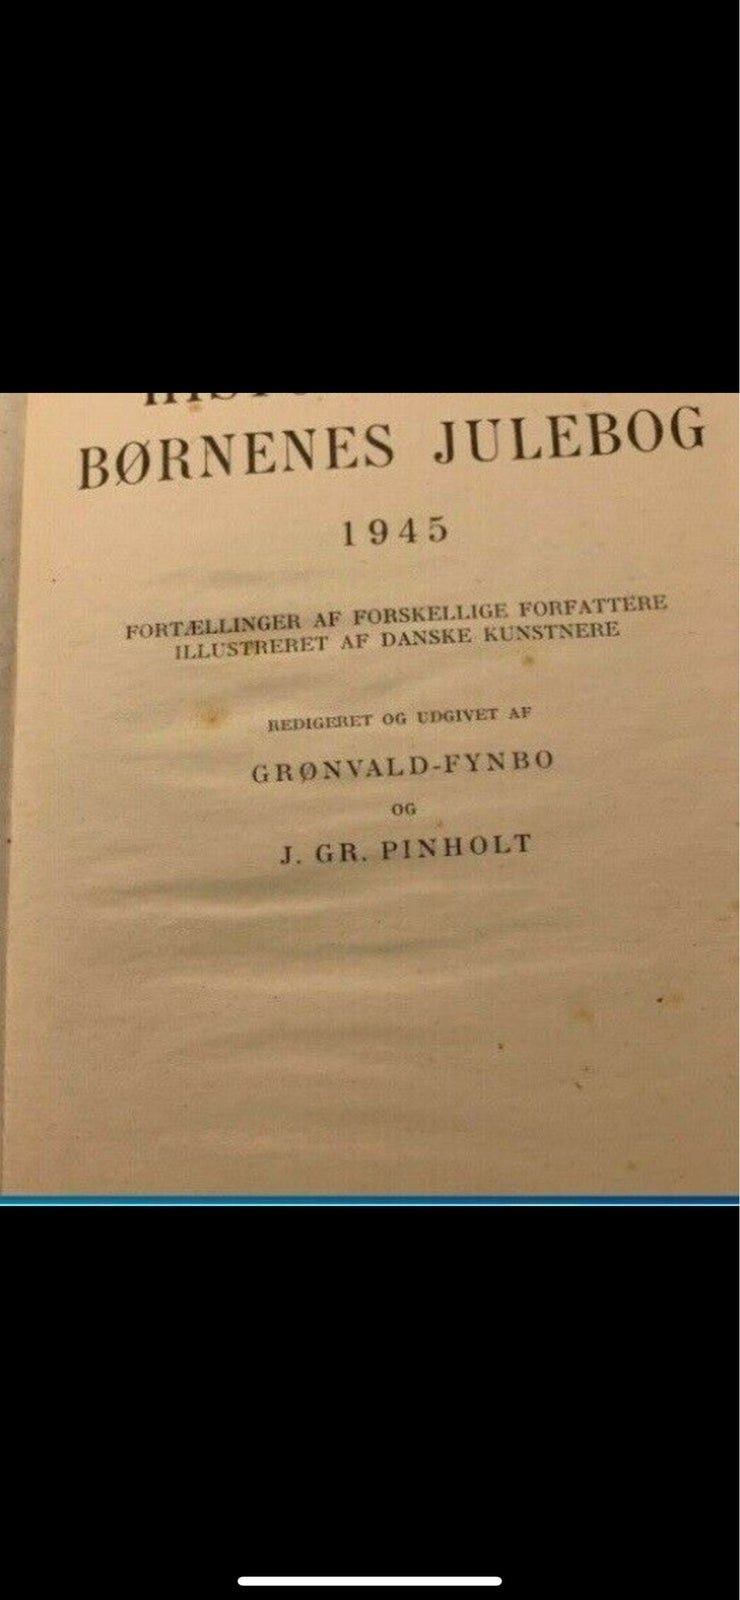 BØRNENES JULEBOG
1945
FORTÆLLINGER AF FORSKELLIGE FORFATTERE
ILLUSTRERET AF DANSKE KUNSTNERE
REDIGERET OG UDGIVET AF
GRØNVALD-FYNBO
OG
J. GR. PINHOLT